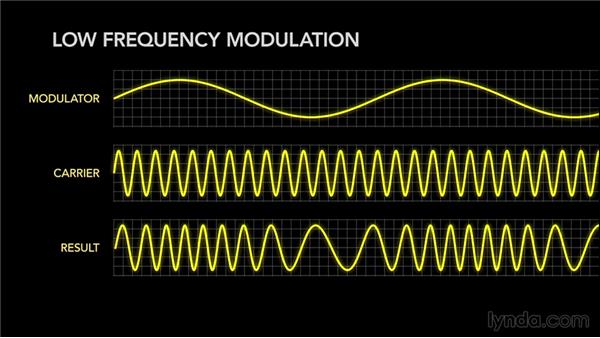 LOW FREQUENCY MODULATION
MODULATOR
CARRIER
RESULT
lynda.com